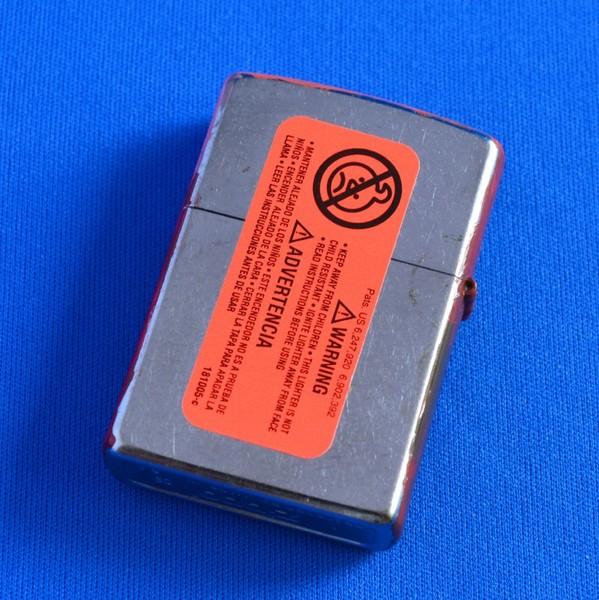 Pats. US 6,247,920  6,902,392
⚠WARNING
• KEEP AWAY FROM CHILDREN • THIS LIGHTER IS NOT
CHILD RESISTANT • IGNITE LIGHTER AWAY FROM FACE
• READ INSTRUCTIONS BEFORE USING
⚠ADVERTENCIA
• MANTENER ALEJADO DE LOS NIÑOS • ESTE ENCENDEDOR NO ES A PRUEBA DE
NIÑOS • ENCENDER ALEJADO DE LA CARA • CERRAR LA TAPA PARA APAGAR LA
LLAMA • LEER LAS INSTRUCCIONES ANTES DE USAR
181005-c